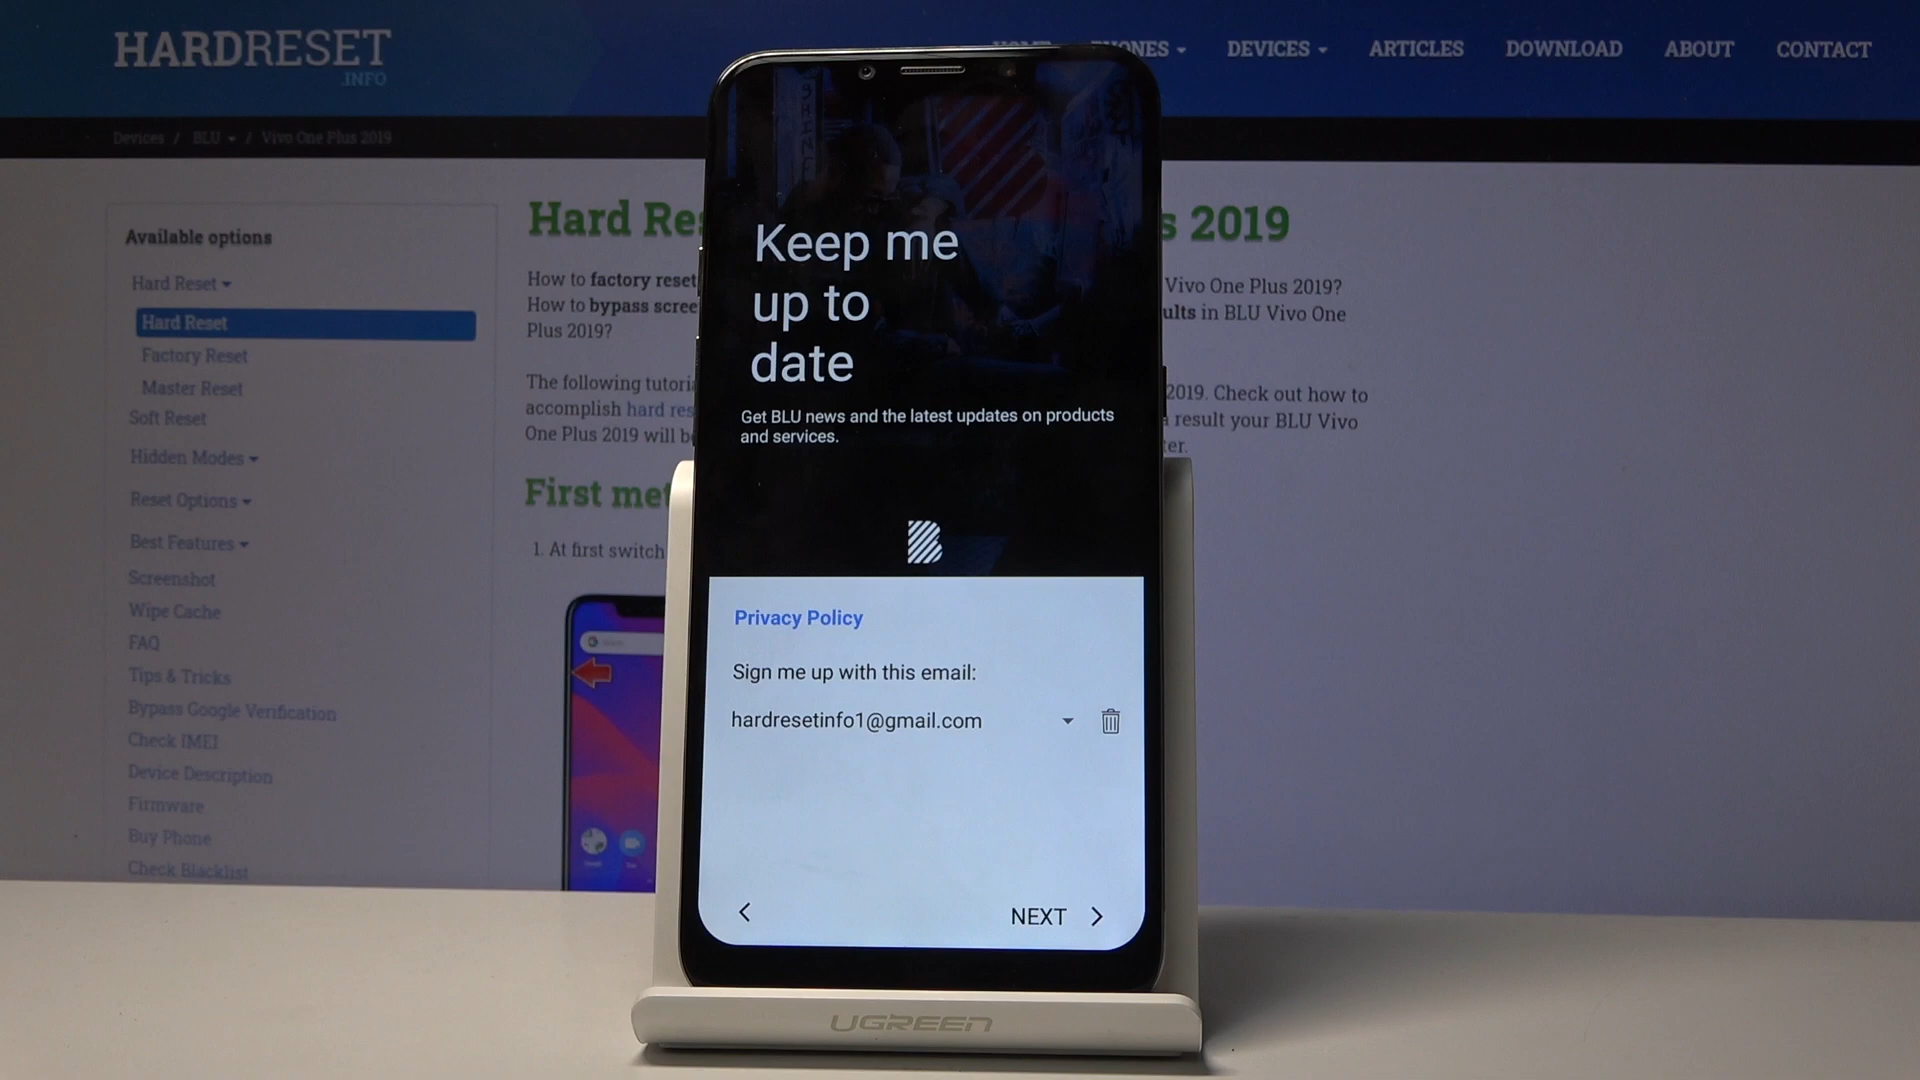 HARDRESET
.INFO
PHONES
DEVICES
ARTICLES
DOWNLOAD
ABOUT
CONTACT
Devices / BLU / Vivo One Plus 2019
Available options
Hard Reset
Hard Reset
Factory Reset
Master Reset
Soft Reset
Hidden Modes
Reset Options
Best Features
Screenshot
Wipe Cache
FAQ
Tips & Tricks
Bypass Google Verification
Check IMEI
Device Description
Firmware
Buy Phone
Check Blacklist
Hard Res
s 2019
How to factory reset
Vivo One Plus 2019?
How to bypass scree
ults in BLU Vivo One
Plus 2019?
The following tutoria
2019. Check out how to
accomplish hard res
result your BLU Vivo
One Plus 2019 will be
ter.
First met
1. At first switch
Keep me
up to
date
Get BLU news and the latest updates on products
and services.
B
Privacy Policy
Sign me up with this email:
hardresetinfo1@gmail.com
NEXT
UGREEN